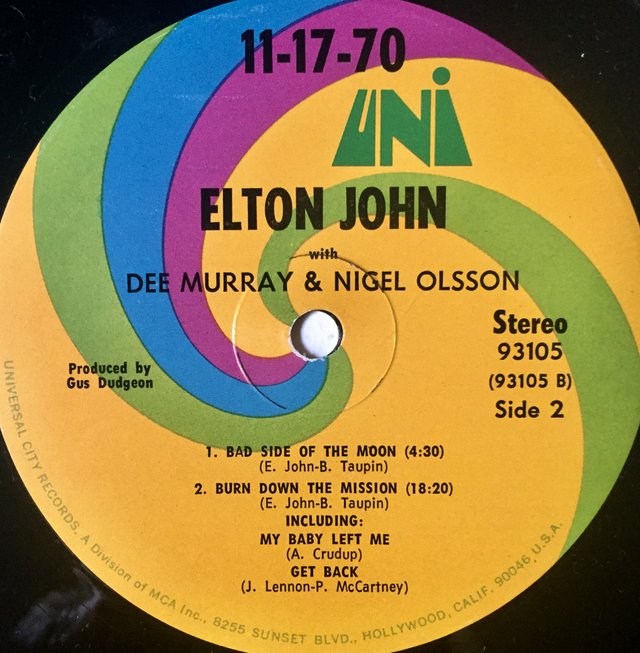 11-17-70
UNI
ELTON JOHN
with
DEE MURRAY & NIGEL OLSSON
Stereo
93105
(93105 B)
Side 2
Produced by
Gus Dudgeon
1. BAD SIDE OF THE MOON (4:30)
(E. John-B. Taupin)
2. BURN DOWN THE MISSION (18:20)
(E. John-B. Taupin)
INCLUDING:
MY BABY LEFT ME
(A. Crudup)
GET BACK
(J. Lennon-P. McCartney)
UNIVERSAL CITY RECORDS. A Division of MCA Inc., 8255 SUNSET BLVD., HOLLYWOOD, CALIF. 90046 U.S.A.